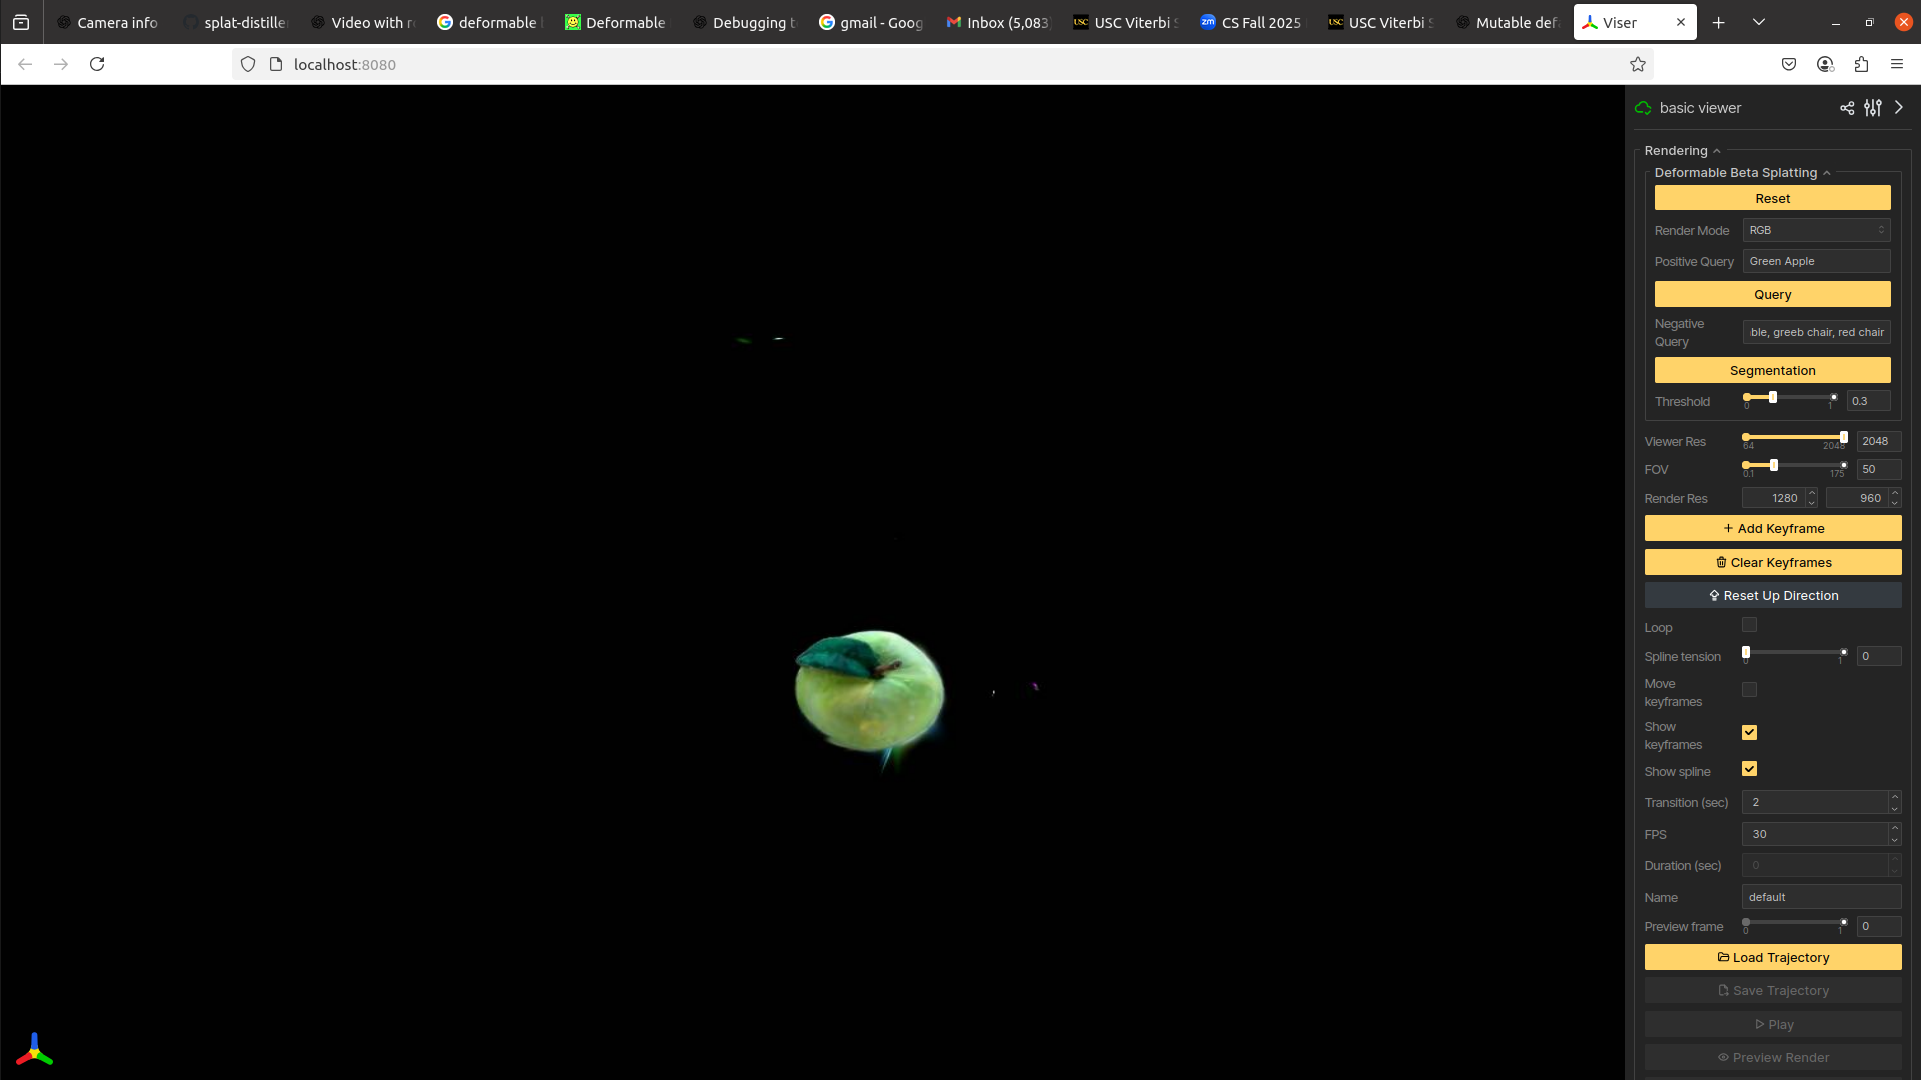 Camera info
splat-distille
Video with r
deformable
Deformable
Debugging t
gmail - Goog
Inbox (5,083
USC Viterbi S
CS Fall 2025
USC Viterbi S
Mutable def
Viser
localhost:8080
basic viewer
Rendering
Deformable Beta Splatting
Reset
Render Mode RGB
Positive Query Green Apple
Query
Negative
Query
ble, greeb chair, red chair
Segmentation
Threshold 0 1 0.3
Viewer Res 64 2048 2048
FOV 0.1 175 50
Render Res 1280 960
Add Keyframe
Clear Keyframes
Reset Up Direction
Loop
Spline tension 0 1 0
Move
keyframes
Show
keyframes
Show spline
Transition (sec) 2
FPS 30
Duration (sec) 0
Name default
Preview frame 0 1 0
Load Trajectory
Save Trajectory
Play
Preview Render